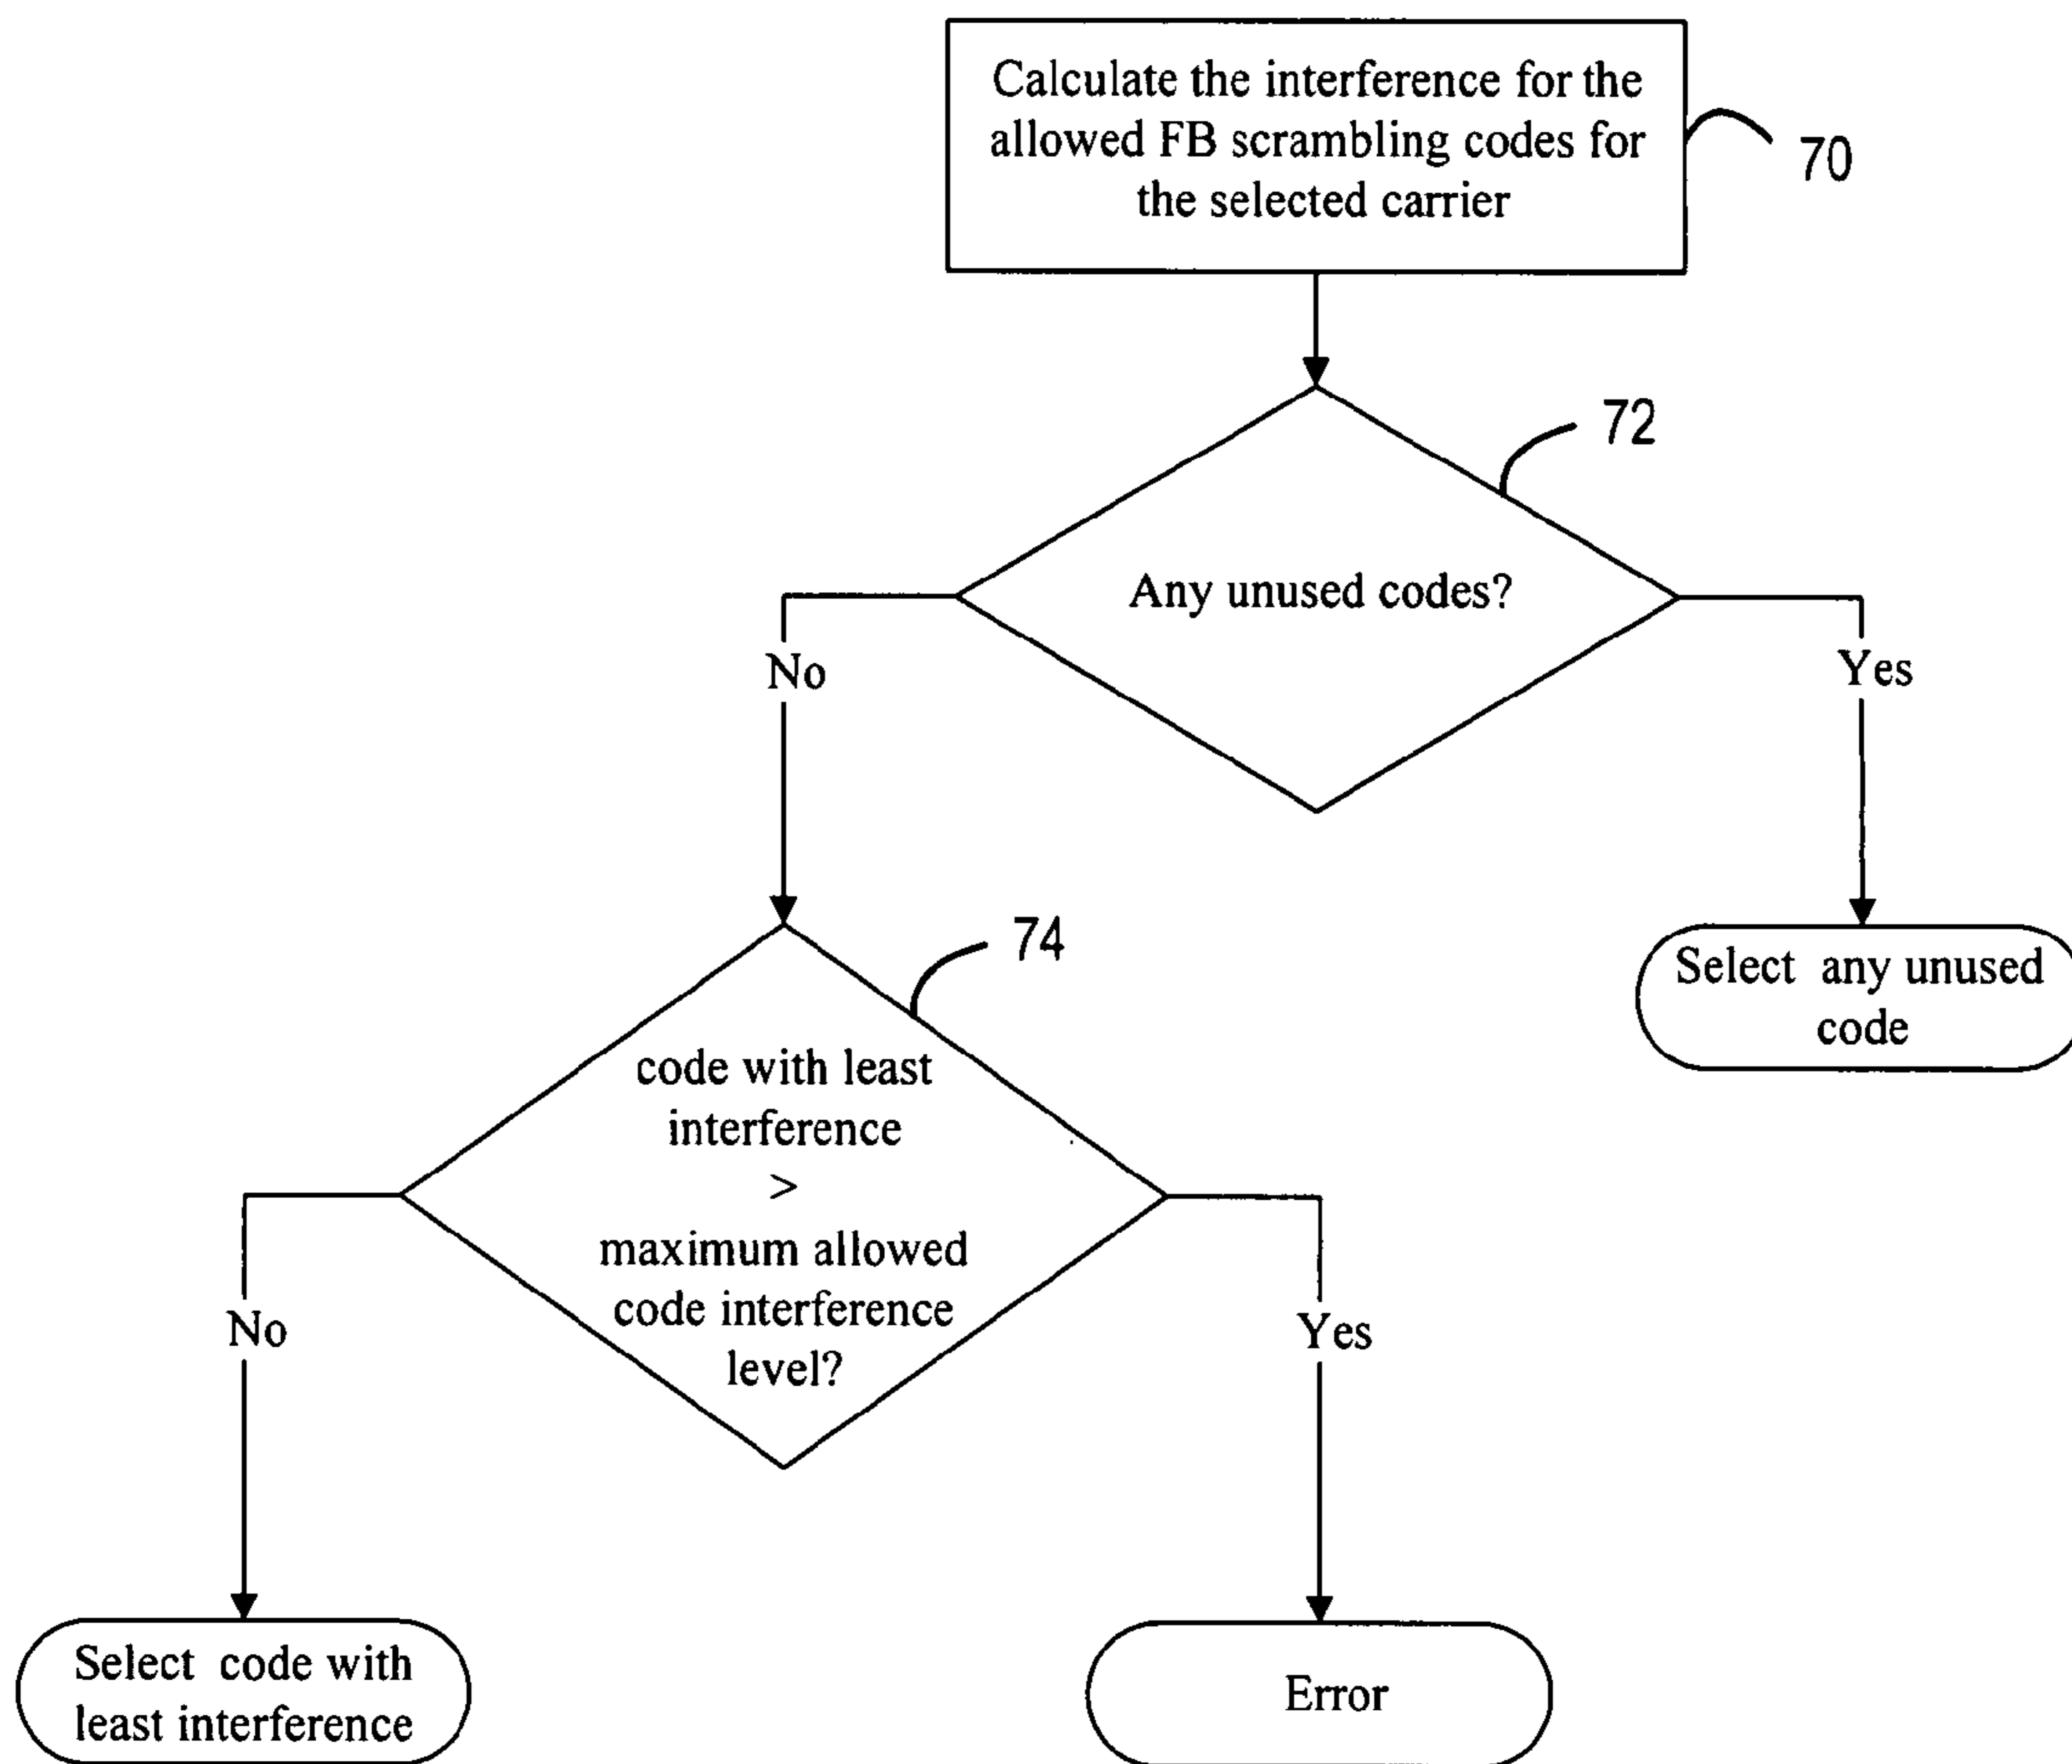 Calculate the interference for the
allowed FB scrambling codes for
the selected carrier
70
72
Any unused codes?
No
Yes
74
Select any unused
code
code with least
interference
>
maximum allowed
code interference
level?
No
Yes
Select code with
least interference
Error